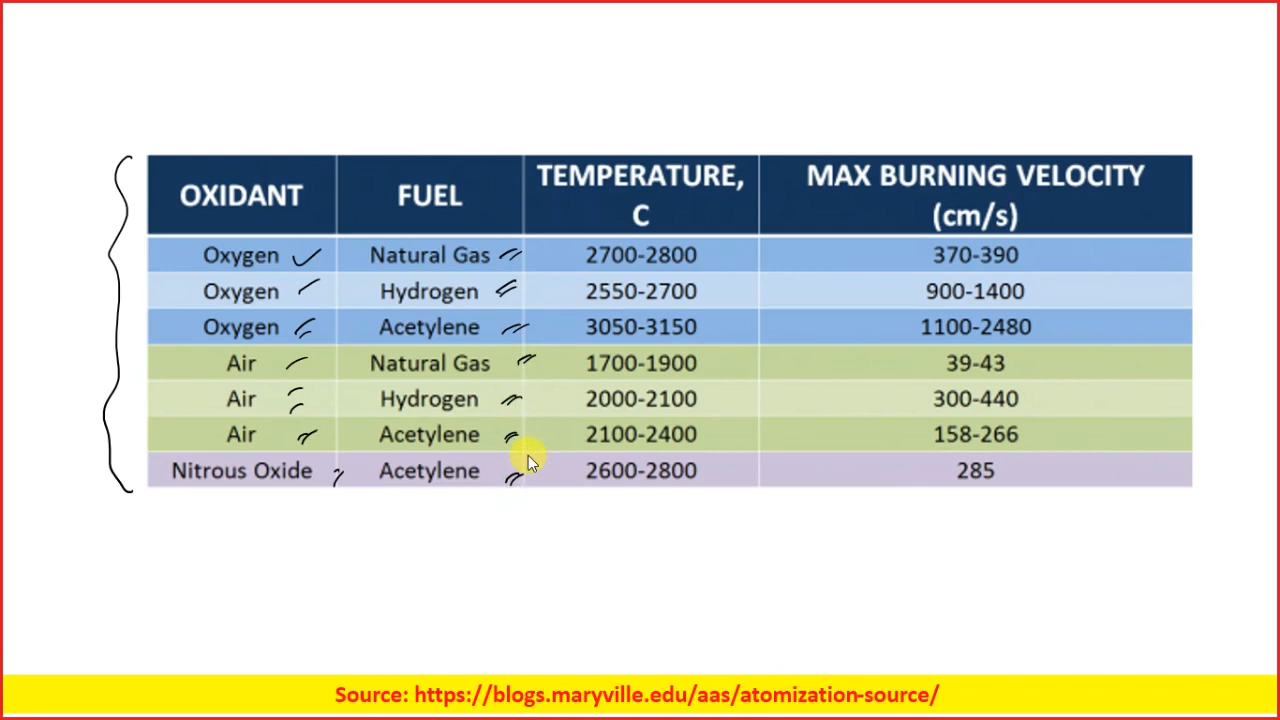 OXIDANT FUEL TEMPERATURE, C MAX BURNING VELOCITY (cm/s)
Oxygen Natural Gas 2700-2800 370-390
Oxygen Hydrogen 2550-2700 900-1400
Oxygen Acetylene 3050-3150 1100-2480
Air Natural Gas 1700-1900 39-43
Air Hydrogen 2000-2100 300-440
Air Acetylene 2100-2400 158-266
Nitrous Oxide Acetylene 2600-2800 285
Source: https://blogs.maryville.edu/aas/atomization-source/